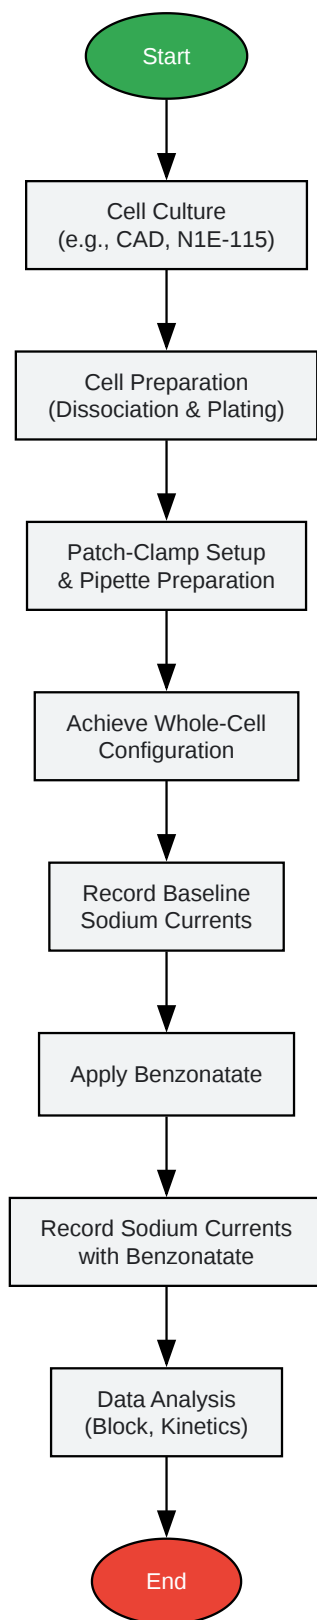 Start
Cell Culture
(e.g., CAD, N1E-115)
Cell Preparation
(Dissociation & Plating)
Patch-Clamp Setup
& Pipette Preparation
Achieve Whole-Cell
Configuration
Record Baseline
Sodium Currents
Apply Benzonatate
Record Sodium Currents
with Benzonatate
Data Analysis
(Block, Kinetics)
End